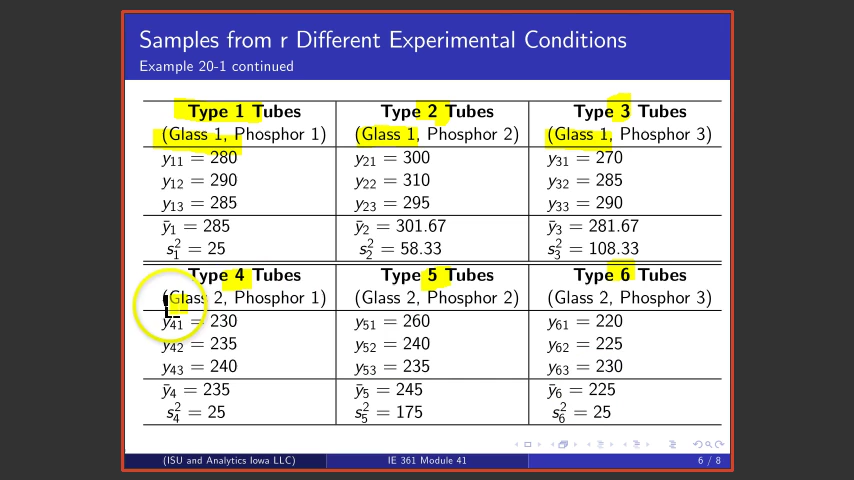 Samples from r Different Experimental Conditions
Example 20-1 continued
Type 1 Tubes Type 2 Tubes Type 3 Tubes
(Glass 1, Phosphor 1) (Glass 1, Phosphor 2) (Glass 1, Phosphor 3)
y₁₁ = 280 y₂₁ = 300 y₃₁ = 270
y₁₂ = 290 y₂₂ = 310 y₃₂ = 285
y₁₃ = 285 y₂₃ = 295 y₃₃ = 290
ȳ₁ = 285 ȳ₂ = 301.67 ȳ₃ = 281.67
s₁² = 25 s₂² = 58.33 s₃² = 108.33
Type 4 Tubes Type 5 Tubes Type 6 Tubes
(Glass 2, Phosphor 1) (Glass 2, Phosphor 2) (Glass 2, Phosphor 3)
y₄₁ = 230 y₅₁ = 260 y₆₁ = 220
y₄₂ = 235 y₅₂ = 240 y₆₂ = 225
y₄₃ = 240 y₅₃ = 235 y₆₃ = 230
ȳ₄ = 235 ȳ₅ = 245 ȳ₆ = 225
s₄² = 25 s₅² = 175 s₆² = 25
(ISU and Analytics Iowa LLC) IE 361 Module 41 6 / 8